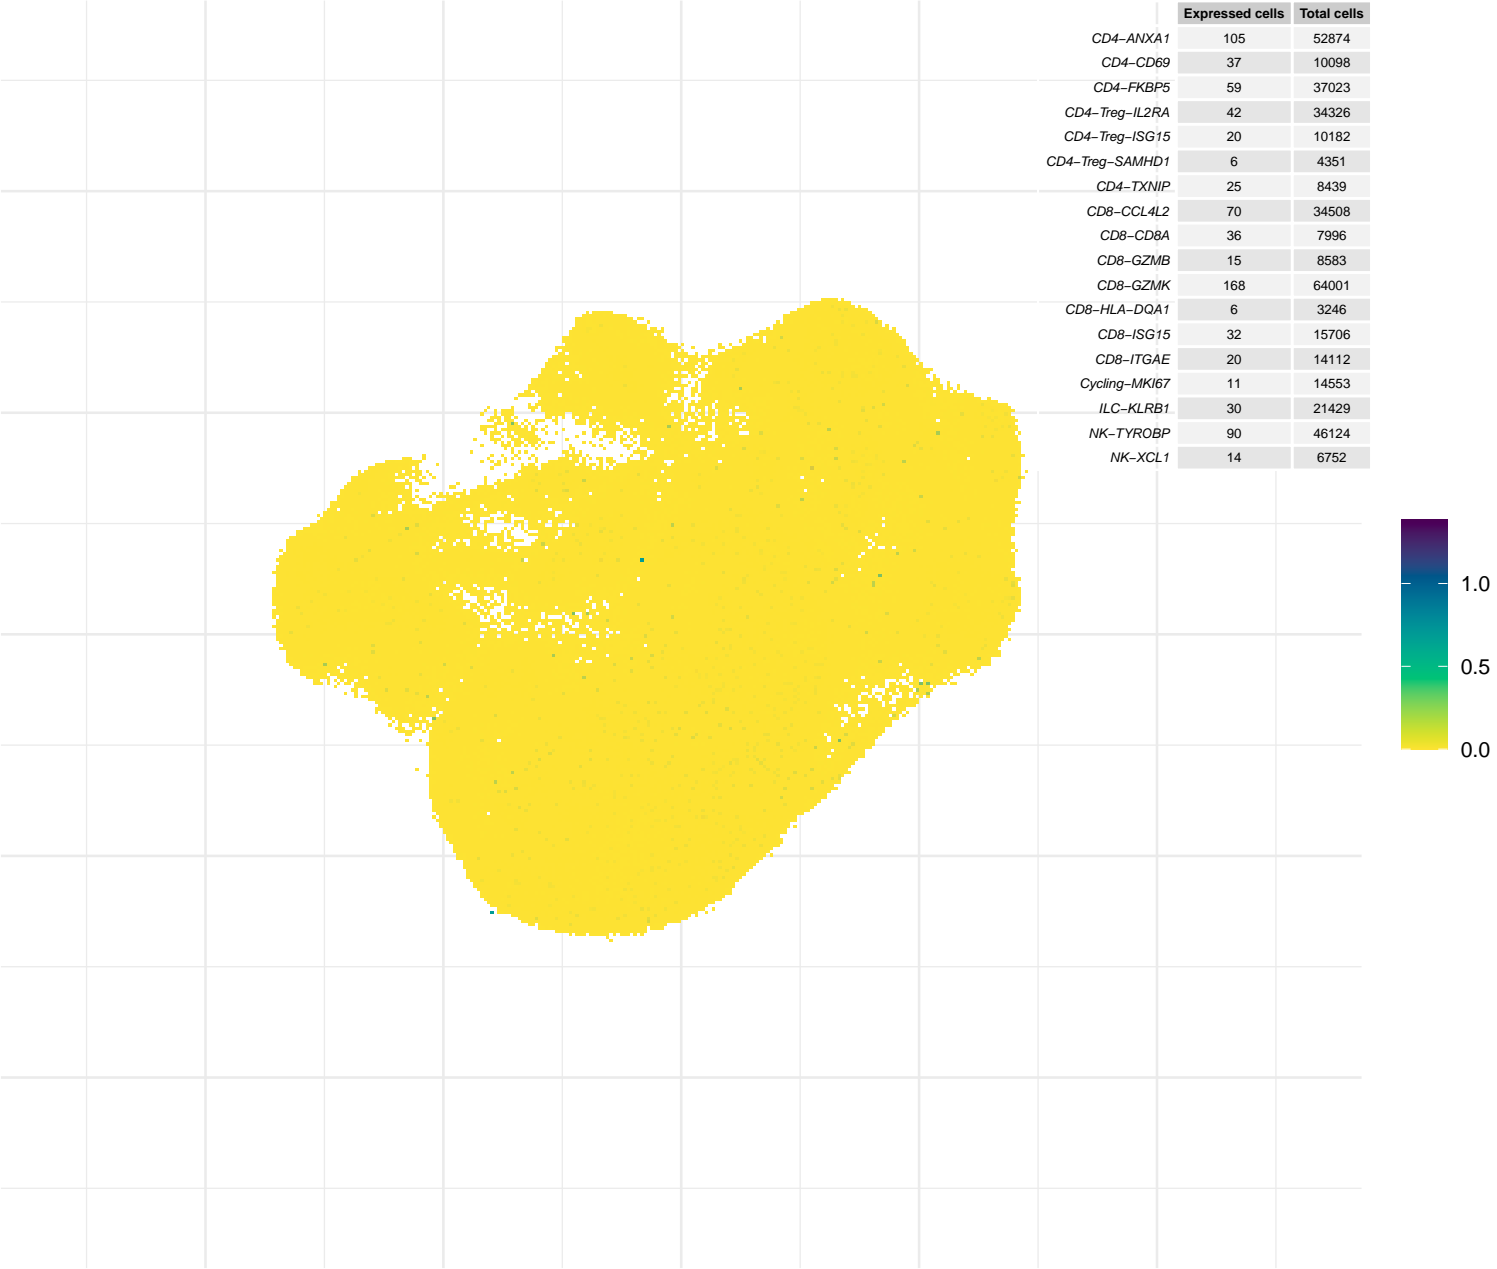 Expressed cells Total cells
CD4−ANXA1 105 52874
CD4−CD69 37 10098
CD4−FKBP5 59 37023
CD4−Treg−IL2RA 42 34326
CD4−Treg−ISG15 20 10182
CD4−Treg−SAMHD1 6 4351
CD4−TXNIP 25 8439
CD8−CCL4L2 70 34508
CD8−CD8A 36 7996
CD8−GZMB 15 8583
CD8−GZMK 168 64001
CD8−HLA−DQA1 6 3246
CD8−ISG15 32 15706
CD8−ITGAE 20 14112
Cycling−MKI67 11 14553
ILC−KLRB1 30 21429
NK−TYROBP 90 46124
NK−XCL1 14 6752
1.0
0.5
0.0